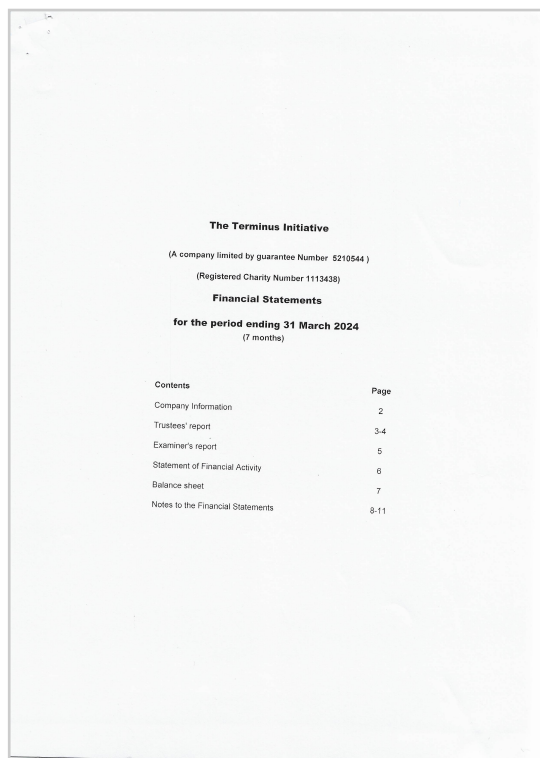 The Terminus Initiative
(A company limited by guarantee Number 5210544 )
(Registered Charity Number 1113438)
Financial Statements
for the period ending 31 March 2024
(7 months)
Contents Page
Company Information 2
Trustees' report 3-4
Examiner's report 5
Statement of Financial Activity 6
Balance sheet 7
Notes to the Financial Statements 8-11